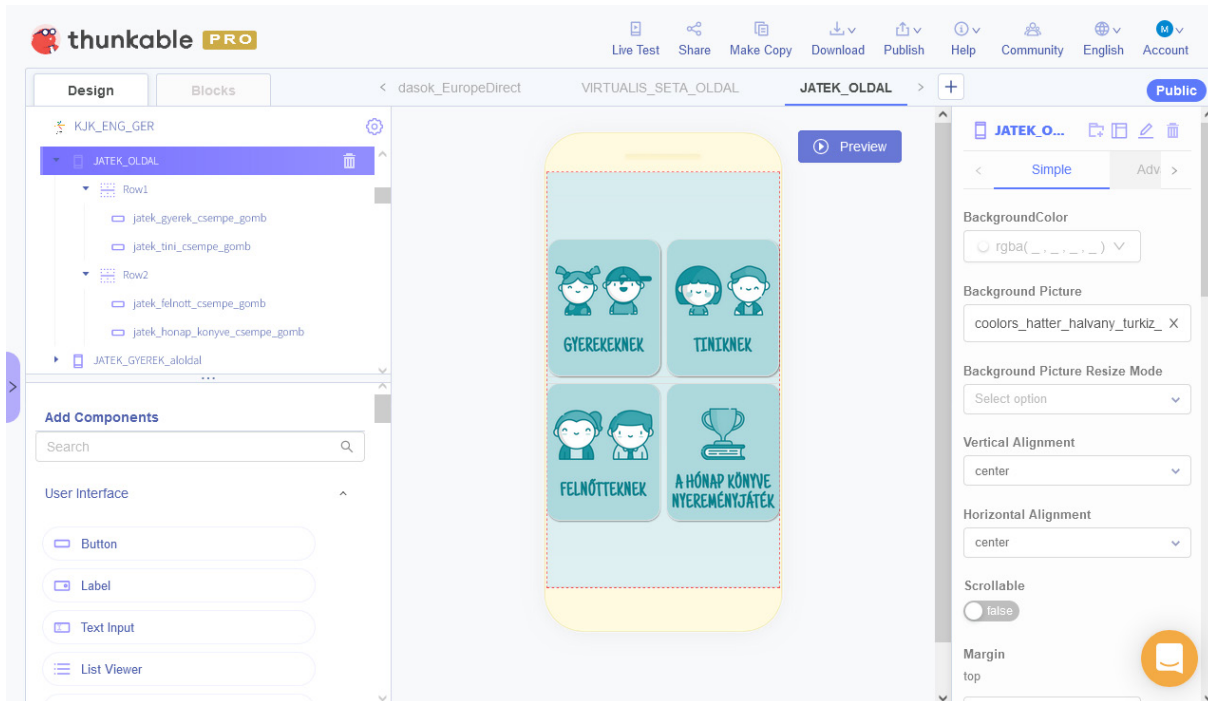 thunkable PRO
Live Test Share Make Copy Download Publish Help Community English M Account
Design Blocks < dasok_EuropeDirect VIRTUALIS_SETA_OLDAL JATEK_OLDAL > + Public
KJK_ENG_GER
JATEK_OLDAL
Row1
jatek_gyerek_csempe_gomb
jatek_tini_csempe_gomb
Row2
jatek_felnott_csempe_gomb
jatek_honap_konyve_csempe_gomb
JATEK_GYEREK_aloldal
Add Components
Search
User Interface
Button
Label
Text Input
List Viewer
Preview
GYEREKEKNEK
TINIKNEK
FELNŐTTEKNEK
A HÓNAP KÖNYVE
NYEREMÉNYJÁTÉK
JATEK_O...
< Simple Adv >
BackgroundColor
rgba( _ , _ , _ , _ )
Background Picture
coolors_hatter_halvany_turkiz_ X
Background Picture Resize Mode
Select option
Vertical Alignment
center
Horizontal Alignment
center
Scrollable
false
Margin
top